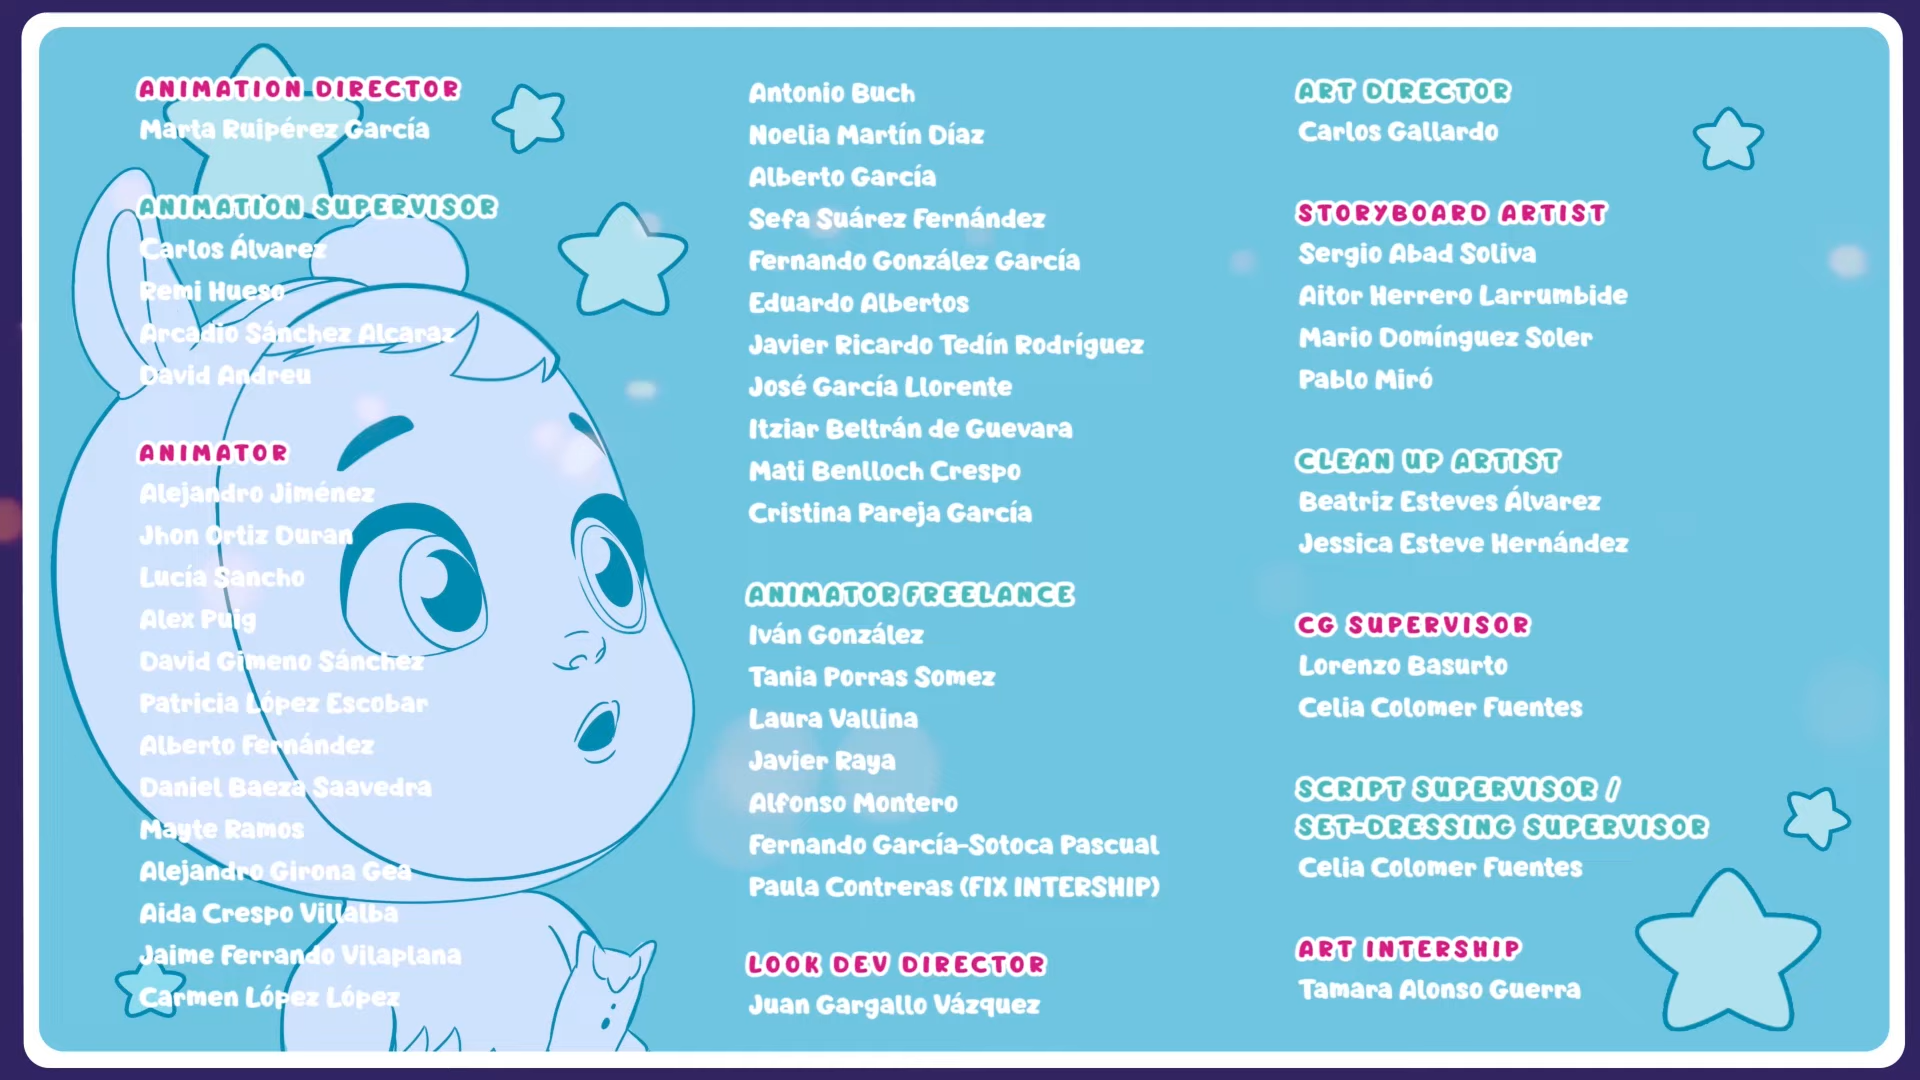 ANIMATION DIRECTOR
Marta Ruipérez García
ANIMATION SUPERVISOR
Carlos Álvarez
Remi Hueso
Arcadio Sánchez Alcaraz
David Andreu
ANIMATOR
Alejandro Jiménez
Jhon Ortiz Duran
Lucía Sancho
Alex Puig
David Gimeno Sánchez
Patricia López Escobar
Alberto Fernández
Daniel Baeza Saavedra
Mayte Ramos
Alejandro Girona Gea
Aida Crespo Villalba
Jaime Ferrando Vilaplana
Carmen López López
Antonio Buch
Noelia Martín Díaz
Alberto García
Sefa Suárez Fernández
Fernando González García
Eduardo Albertos
Javier Ricardo Tedín Rodríguez
José García Llorente
Itziar Beltrán de Guevara
Mati Benlloch Crespo
Cristina Pareja García
ANIMATOR FREELANCE
Iván González
Tania Porras Somez
Laura Vallina
Javier Raya
Alfonso Montero
Fernando García-Sotoca Pascual
Paula Contreras (FIX INTERSHIP)
LOOK DEV DIRECTOR
Juan Gargallo Vázquez
ART DIRECTOR
Carlos Gallardo
STORYBOARD ARTIST
Sergio Abad Soliva
Aitor Herrero Larrumbide
Mario Domínguez Soler
Pablo Miró
CLEAN UP ARTIST
Beatriz Esteves Álvarez
Jessica Esteve Hernández
CG SUPERVISOR
Lorenzo Basurto
Celia Colomer Fuentes
SCRIPT SUPERVISOR /
SET-DRESSING SUPERVISOR
Celia Colomer Fuentes
ART INTERSHIP
Tamara Alonso Guerra